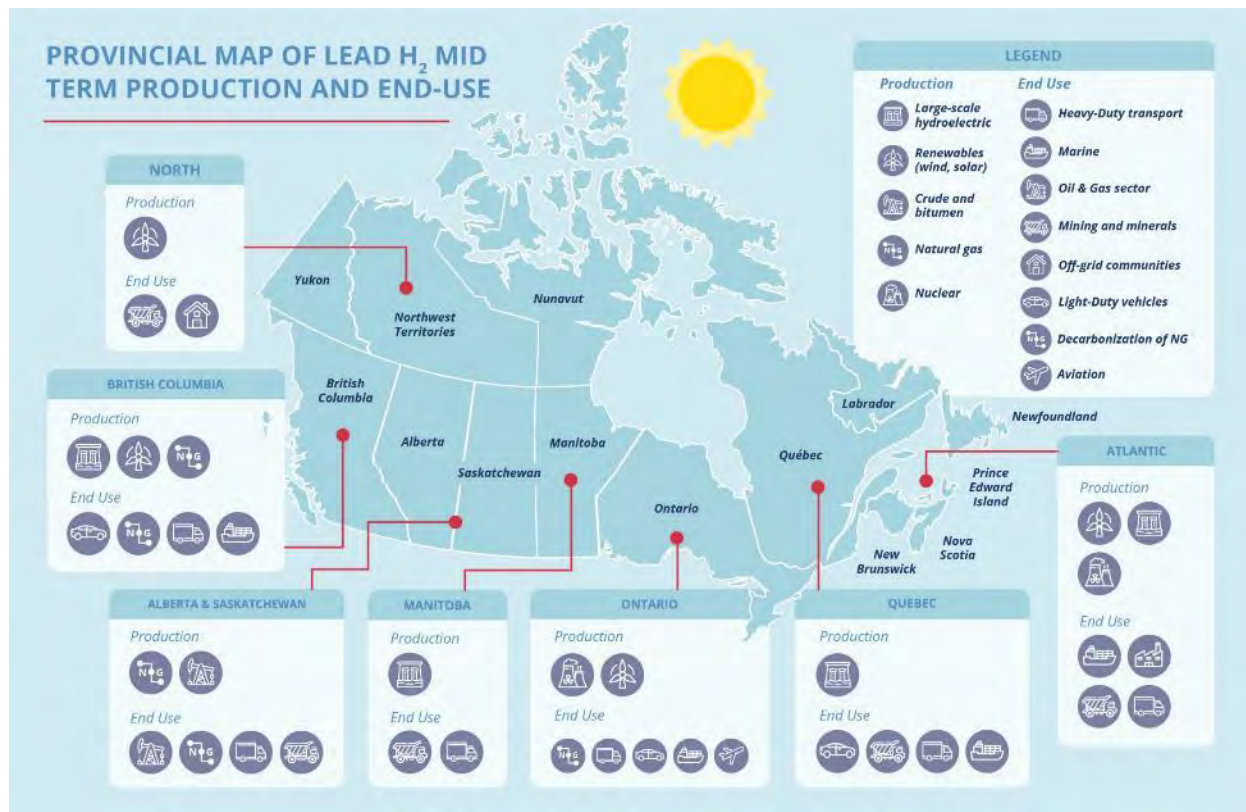 PROVINCIAL MAP OF LEAD H2 MID
TERM PRODUCTION AND END-USE
LEGEND
Production
Large-scale
hydroelectric
Renewables
(wind, solar)
Crude and
bitumen
Natural gas
Nuclear
End Use
Heavy-Duty transport
Marine
Oil & Gas sector
Mining and minerals
Off-grid communities
Light-Duty vehicles
Decarbonization of NG
Aviation
NORTH
Production
End Use
Yukon
Northwest
Territories
Nunavut
British
Columbia
Alberta
Saskatchewan
Manitoba
Ontario
Québec
Labrador
Newfoundland
Prince
Edward
Island
Nova
Scotia
New
Brunswick
BRITISH COLUMBIA
Production
N G
End Use
N G
ATLANTIC
Production
End Use
ALBERTA & SASKATCHEWAN
Production
N G
End Use
N G
MANITOBA
Production
End Use
ONTARIO
Production
End Use
N G
QUEBEC
Production
End Use
N G
N G